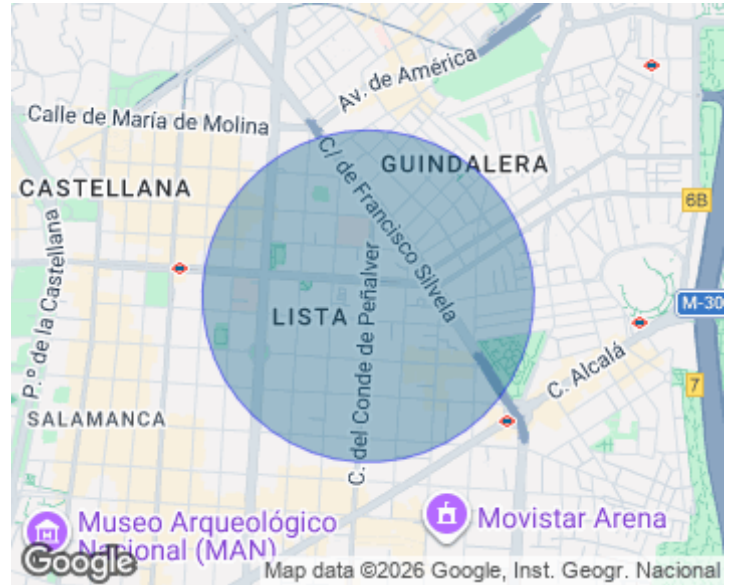 Av. de América
Calle de María de Molina
GUINDALERA
CASTELLANA
C/ de Francisco Silvela
6B
P.º de la Castellana
C. del Conde de Peñalver
LISTA
M-30
C. Alcalá
7
SALAMANCA
Museo Arqueológico
Nacional (MAN)
Movistar Arena
Google
Map data ©2026 Google, Inst. Geogr. Nacional